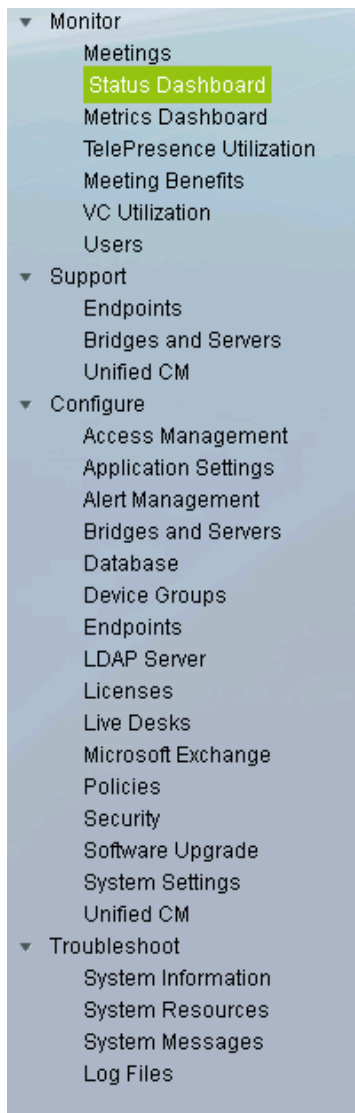 Monitor
Meetings
Status Dashboard
Metrics Dashboard
TelePresence Utilization
Meeting Benefits
VC Utilization
Users
Support
Endpoints
Bridges and Servers
Unified CM
Configure
Access Management
Application Settings
Alert Management
Bridges and Servers
Database
Device Groups
Endpoints
LDAP Server
Licenses
Live Desks
Microsoft Exchange
Policies
Security
Software Upgrade
System Settings
Unified CM
Troubleshoot
System Information
System Resources
System Messages
Log Files